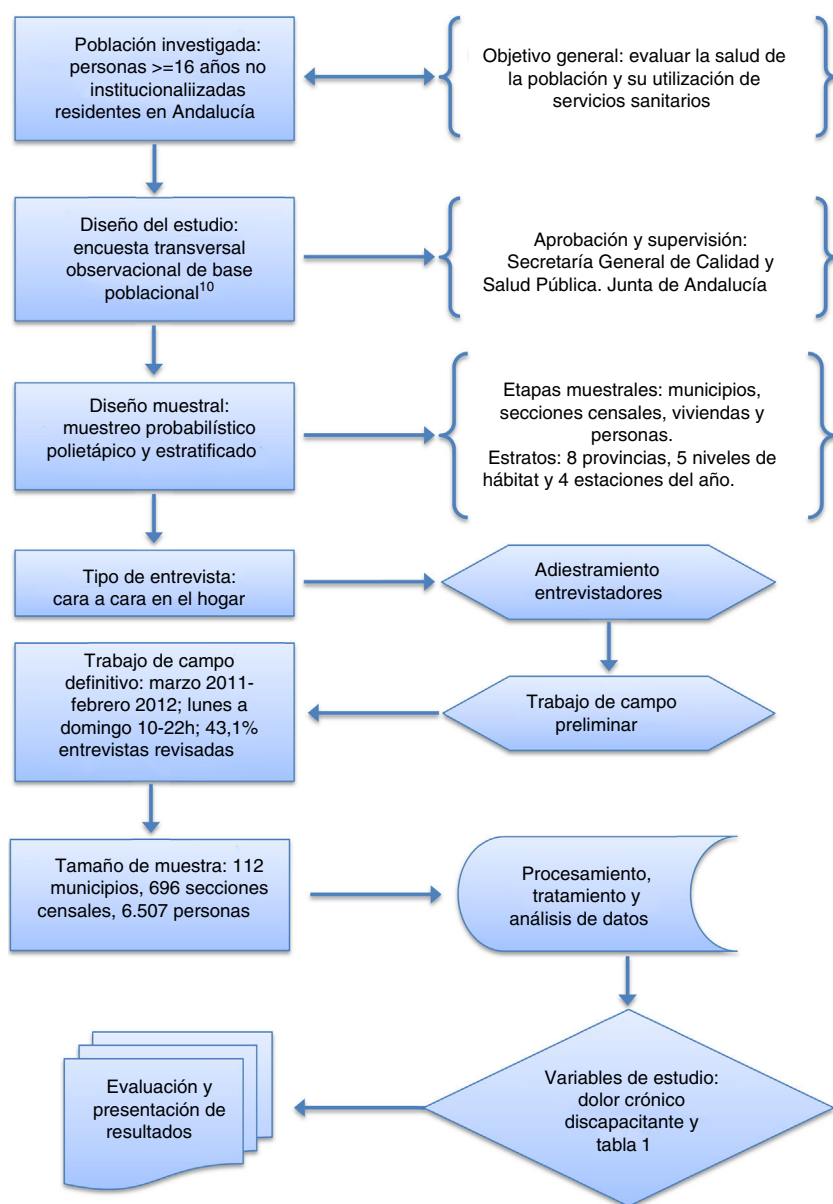 Población investigada:
personas >=16 años no
institucionaliizadas
residentes en Andalucía
Objetivo general: evaluar la salud de
la población y su utilización de
servicios sanitarios
Diseño del estudio:
encuesta transversal
observacional de base
poblacional10
Aprobación y supervisión:
Secretaría General de Calidad y
Salud Pública. Junta de Andalucía
Diseño muestral:
muestreo probabilístico
polietápico y estratificado
Etapas muestrales: municipios,
secciones censales, viviendas y
personas.
Estratos: 8 provincias, 5 niveles de
hábitat y 4 estaciones del año.
Tipo de entrevista:
cara a cara en el hogar
Adiestramiento
entrevistadores
Trabajo de campo
definitivo: marzo 2011-
febrero 2012; lunes a
domingo 10-22h; 43,1%
entrevistas revisadas
Trabajo de campo
preliminar
Tamaño de muestra: 112
municipios, 696 secciones
censales, 6.507 personas
Procesamiento,
tratamiento y
análisis de datos
Variables de estudio:
dolor crónico
discapacitante y
tabla 1
Evaluación y
presentación de
resultados